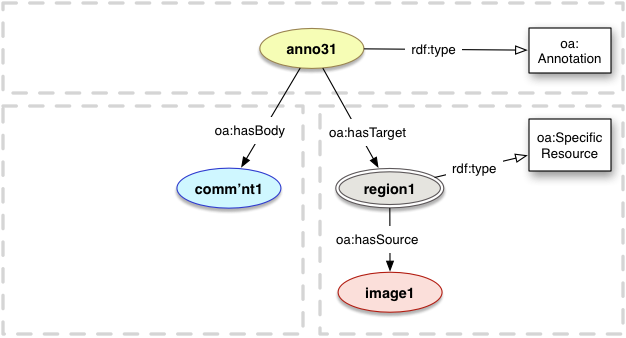 anno31
rdf:type
oa:
Annotation
oa:hasBody
oa:hasTarget
oa:Specific
Resource
rdf:type
comm'nt1
region1
oa:hasSource
image1